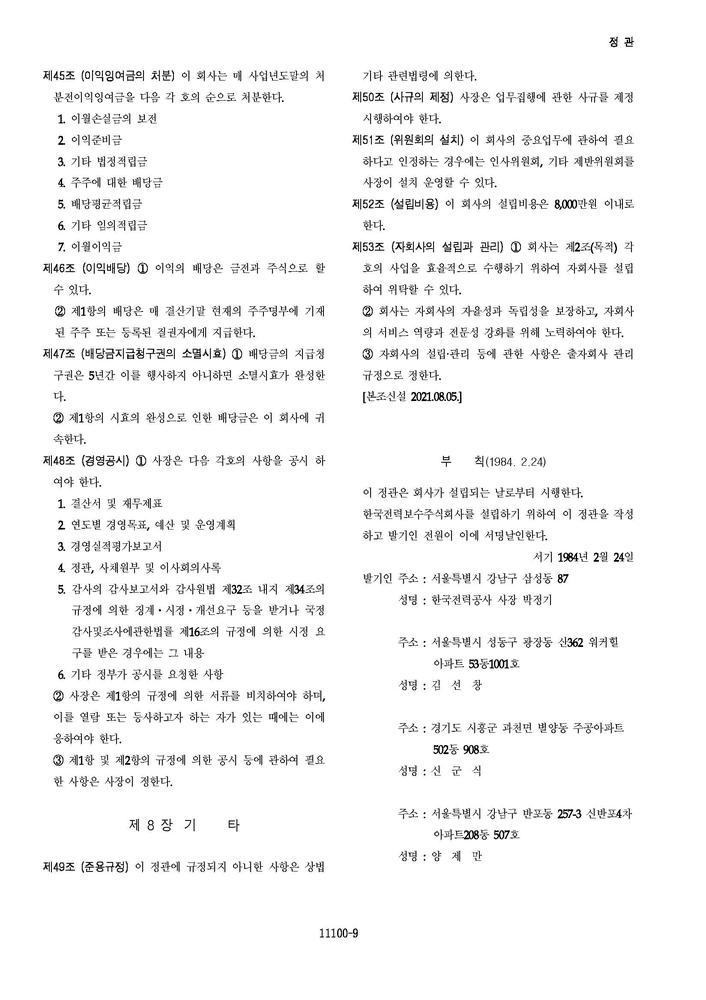 정 관
제45조 (이익잉여금의 처분) 이 회사는 매 사업년도말의 처
분전이익잉여금을 다음 각 호의 순으로 처분한다.
1. 이월손실금의 보전
2. 이익준비금
3. 기타 법정적립금
4. 주주에 대한 배당금
5. 배당평균적립금
6. 기타 임의적립금
7. 이월이익금
제46조 (이익배당) ① 이익의 배당은 금전과 주식으로 할
수 있다.
② 제1항의 배당은 매 결산기말 현재의 주주명부에 기재
된 주주 또는 등록된 질권자에게 지급한다.
제47조 (배당금지급청구권의 소멸시효) ① 배당금의 지급청
구권은 5년간 이를 행사하지 아니하면 소멸시효가 완성한
다.
② 제1항의 시효의 완성으로 인한 배당금은 이 회사에 귀
속한다.
제48조 (경영공시) ① 사장은 다음 각호의 사항을 공시 하
여야 한다.
1. 결산서 및 재무제표
2. 연도별 경영목표, 예산 및 운영계획
3. 경영실적평가보고서
4. 정관, 사채원부 및 이사회의사록
5. 감사의 감사보고서와 감사원법 제32조 내지 제34조의
규정에 의한 징계·시정·개선요구 등을 받거나 국정
감사및조사에관한법률 제16조의 규정에 의한 시정 요
구를 받은 경우에는 그 내용
6. 기타 정부가 공시를 요청한 사항
② 사장은 제1항의 규정에 의한 서류를 비치하여야 하며,
이를 열람 또는 등사하고자 하는 자가 있는 때에는 이에
응하여야 한다.
③ 제1항 및 제2항의 규정에 의한 공시 등에 관하여 필요
한 사항은 사장이 정한다.
제 8 장 기 타
제49조 (준용규정) 이 정관에 규정되지 아니한 사항은 상법
기타 관련법령에 의한다.
제50조 (사규의 제정) 사장은 업무집행에 관한 사규를 제정
시행하여야 한다.
제51조 (위원회의 설치) 이 회사의 중요업무에 관하여 필요
하다고 인정하는 경우에는 인사위원회, 기타 제반위원회를
사장이 설치 운영할 수 있다.
제52조 (설립비용) 이 회사의 설립비용은 8,000만원 이내로
한다.
제53조 (자회사의 설립과 관리) ① 회사는 제2조(목적) 각
호의 사업을 효율적으로 수행하기 위하여 자회사를 설립
하여 위탁할 수 있다.
② 회사는 자회사의 자율성과 독립성을 보장하고, 자회사
의 서비스 역량과 전문성 강화를 위해 노력하여야 한다.
③ 자회사의 설립·관리 등에 관한 사항은 출자회사 관리
규정으로 정한다.
[본조신설 2021.08.05.]
부 칙(1984. 2.24)
이 정관은 회사가 설립되는 날로부터 시행한다.
한국전력보수주식회사를 설립하기 위하여 이 정관을 작성
하고 발기인 전원이 이에 서명날인한다.
서기 1984년 2월 24일
발기인 주소 : 서울특별시 강남구 삼성동 87
성명 : 한국전력공사 사장 박정기
주소 : 서울특별시 성동구 광장동 산362 워커힐
아파트 53동1001호
성명 : 김 선 창
주소 : 경기도 시흥군 과천면 별양동 주공아파트
502동 908호
성명 : 신 군 식
주소 : 서울특별시 강남구 반포동 257-3 신반포4차
아파트208동 507호
성명 : 양 제 만
11100-9